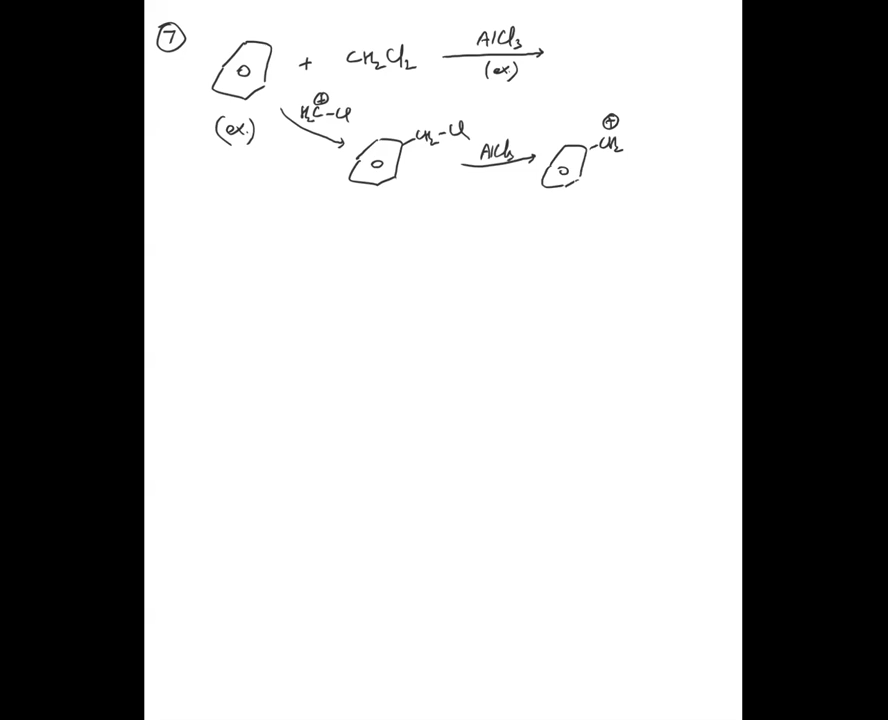 ⑦ + CH2Cl2 AlCl3
(ex.)
(ex.) H2C⊕-Cl
CH2-Cl AlCl3 ⊕
CH2